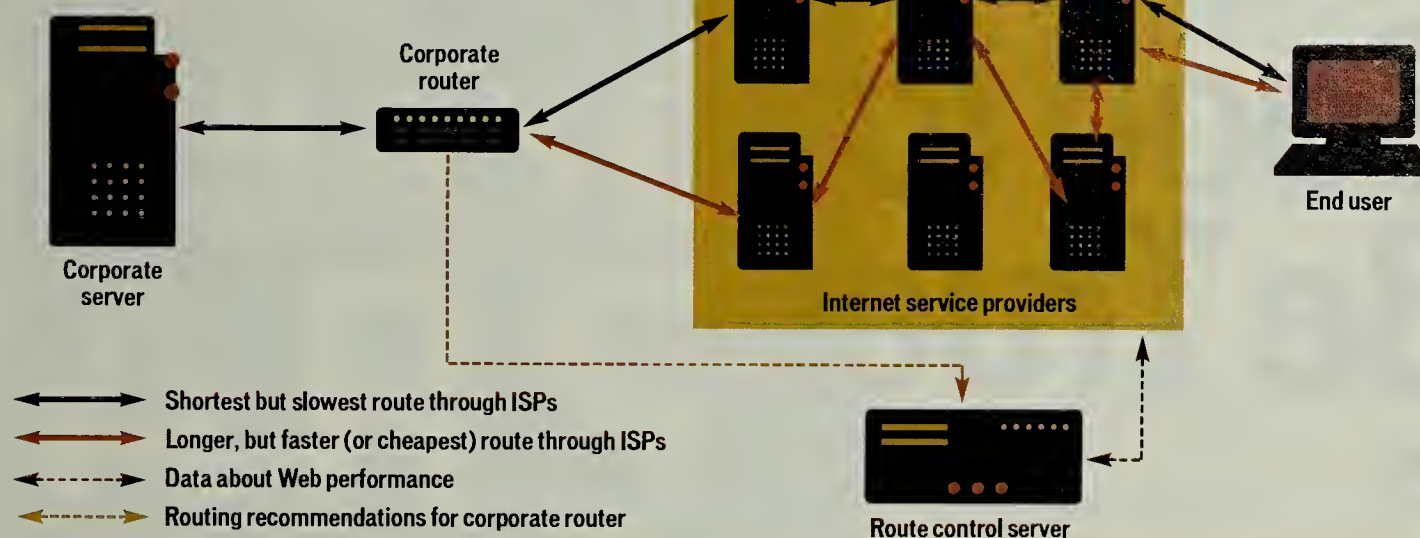 Corporate
router
Corporate
server
End user
Internet service providers
Shortest but slowest route through ISPs
Longer, but faster (or cheapest) route through ISPs
Data about Web performance
Routing recommendations for corporate router
Route control server